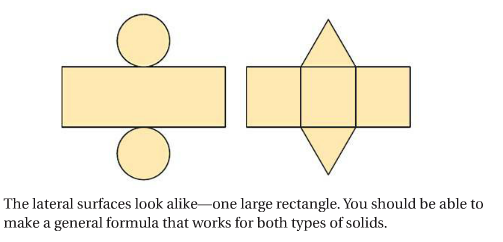 The lateral surfaces look alike—one large rectangle. You should be able to
make a general formula that works for both types of solids.